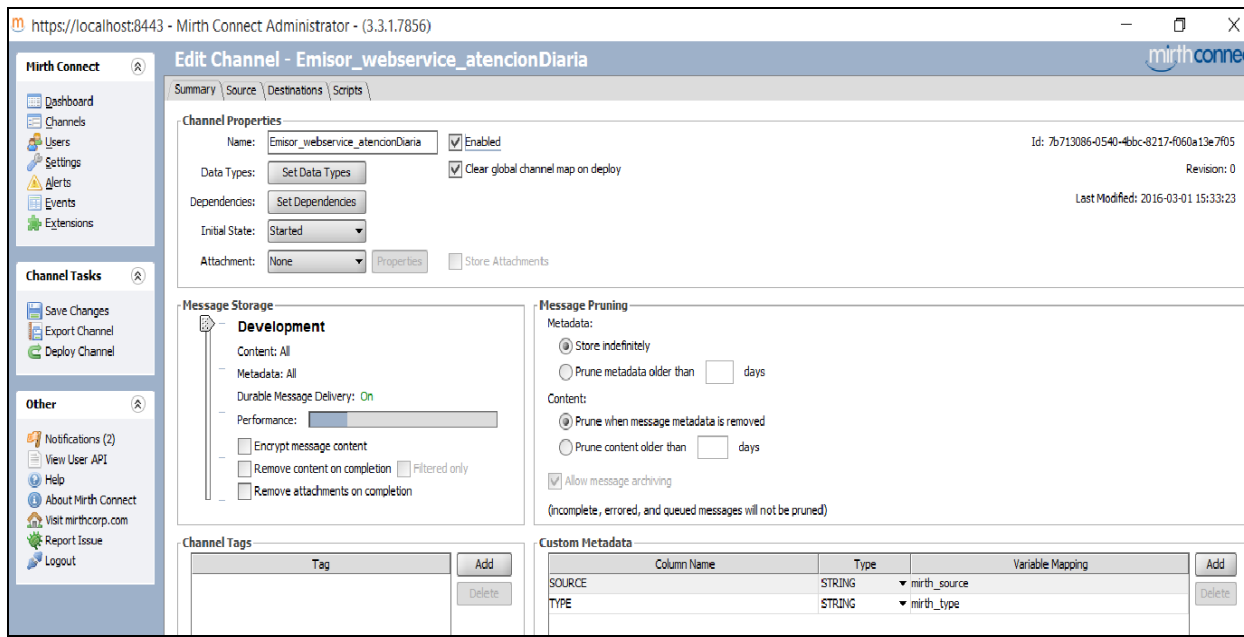 https://localhost:8443 - Mirth Connect Administrator - (3.3.1.7856)
Mirth Connect
Dashboard
Channels
Users
Settings
Alerts
Events
Extensions
Channel Tasks
Save Changes
Export Channel
Deploy Channel
Other
Notifications (2)
View User API
Help
About Mirth Connect
Visit mirthcorp.com
Report Issue
Logout
Edit Channel - Emisor_webservice_atencionDiaria
mirth connec
Summary Source Destinations Scripts
Channel Properties
Name: Emisor_webservice_atencionDiaria Enabled Id: 7b713086-0540-4bbc-8217-f060a13e7f05
Data Types: Set Data Types Clear global channel map on deploy Revision: 0
Dependencies: Set Dependencies Last Modified: 2016-03-01 15:33:23
Initial State: Started
Attachment: None Properties Store Attachments
Message Storage
Development
Content: All
Metadata: All
Durable Message Delivery: On
Performance:
Encrypt message content
Remove content on completion Filtered only
Remove attachments on completion
Message Pruning
Metadata:
Store indefinitely
Prune metadata older than days
Content:
Prune when message metadata is removed
Prune content older than days
Allow message archiving
(incomplete, errored, and queued messages will not be pruned)
Channel Tags
Tag Add
Delete
Custom Metadata
Column Name Type Variable Mapping Add
SOURCE STRING mirth_source Delete
TYPE STRING mirth_type